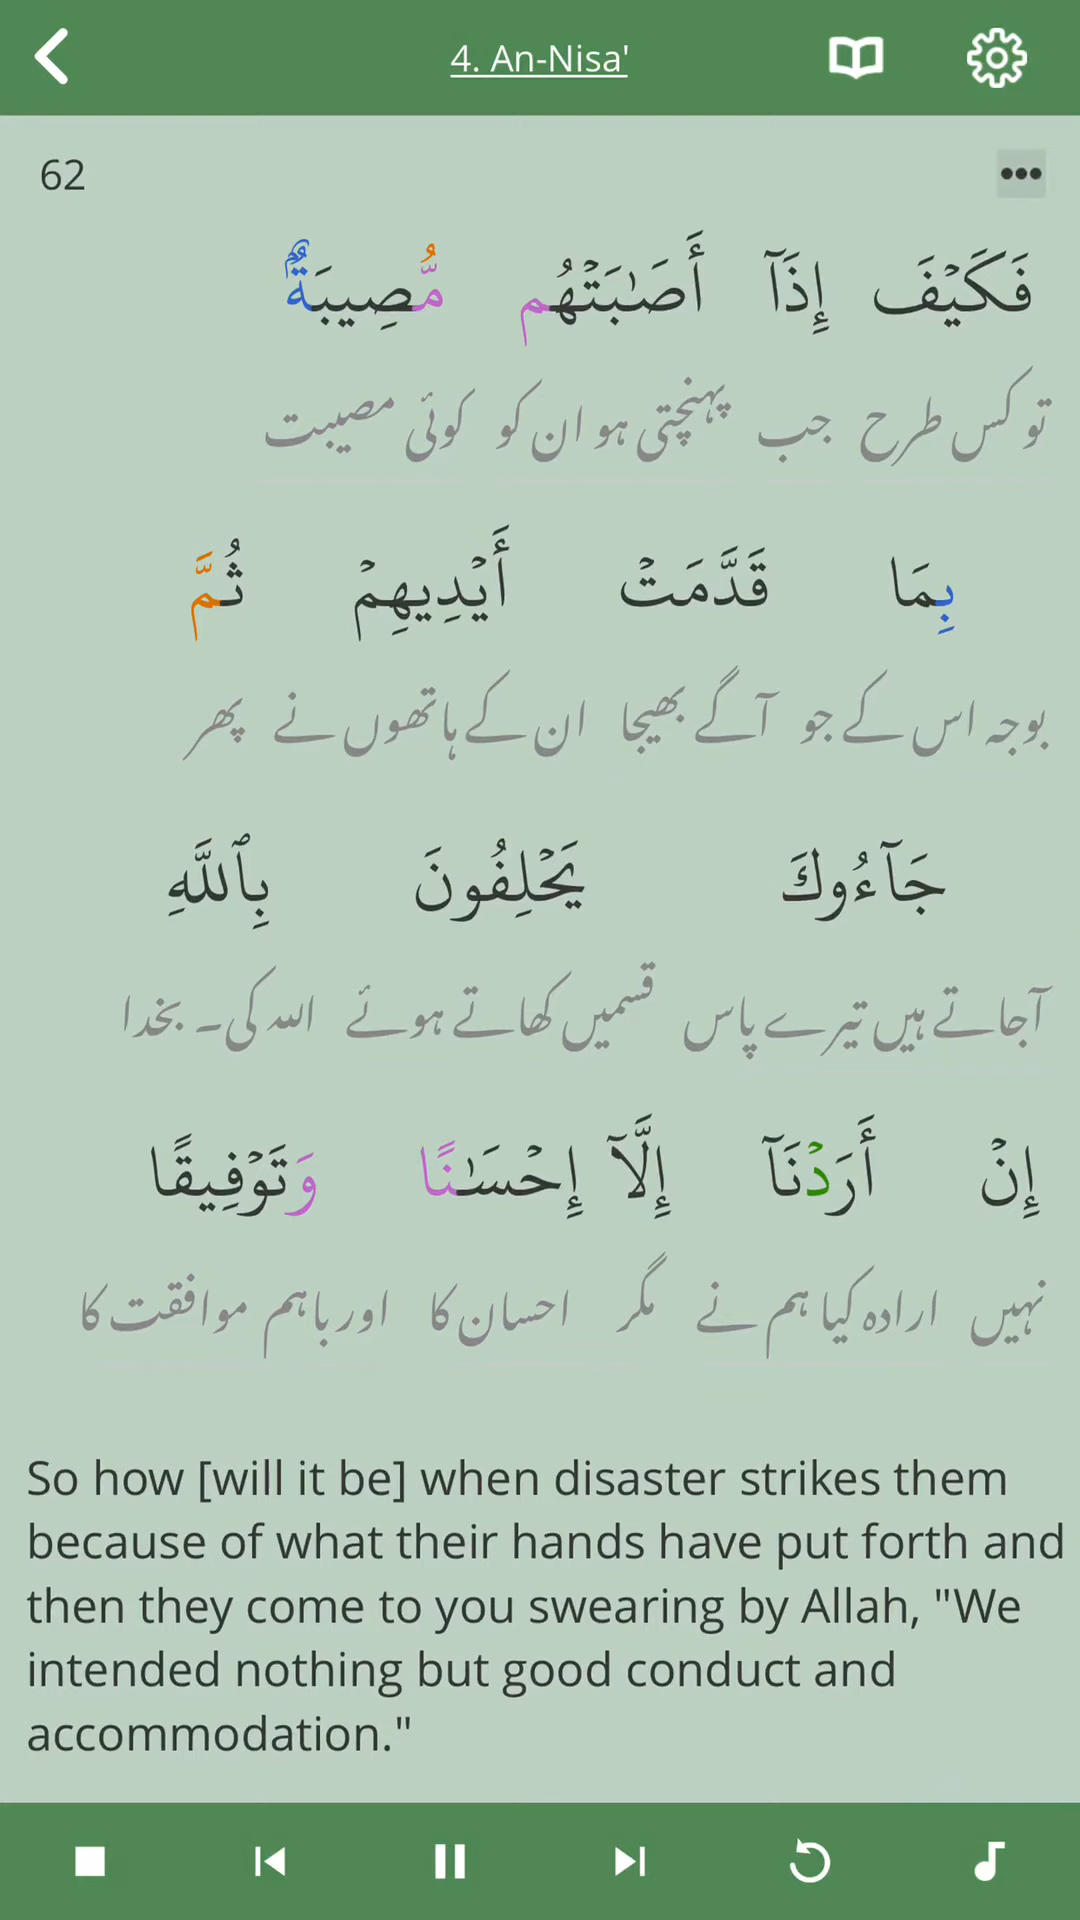 4. An-Nisa'
62
فَكَيْفَ إِذَآ أَصَـٰبَتْهُم مُّصِيبَةٌۢ
تو کس طرح جب پہنچتی ہو ان کو کوئی مصیبت
بِمَا قَدَّمَتْ أَيْدِيهِمْ ثُمَّ
بوجہ اس کے جو آگے بھیجا ان کے ہاتھوں نے پھر
جَآءُوكَ يَحْلِفُونَ بِٱللَّهِ
آجاتے ہیں تیرے پاس قسمیں کھاتے ہوئے اللہ کی۔ بخدا
إِنْ أَرَدْنَآ إِلَّآ إِحْسَـٰنًا وَتَوْفِيقًا
نہیں ارادہ کیا ہم نے مگر احسان کا اور باہم موافقت کا
So how [will it be] when disaster strikes them
because of what their hands have put forth and
then they come to you swearing by Allah, "We
intended nothing but good conduct and
accommodation."